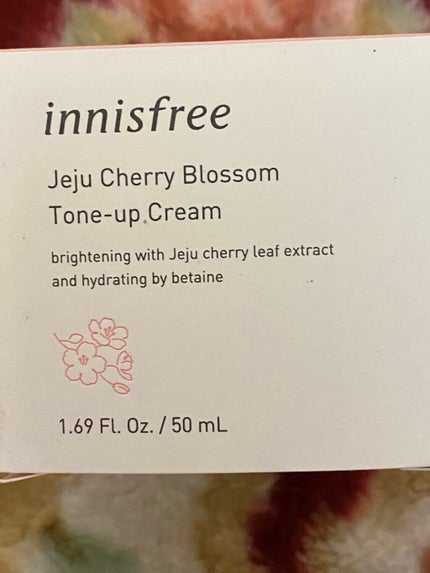 innisfree
Jeju Cherry Blossom
Tone-up Cream
brightening with Jeju cherry leaf extract
and hydrating by betaine
1.69 Fl. Oz. / 50 mL